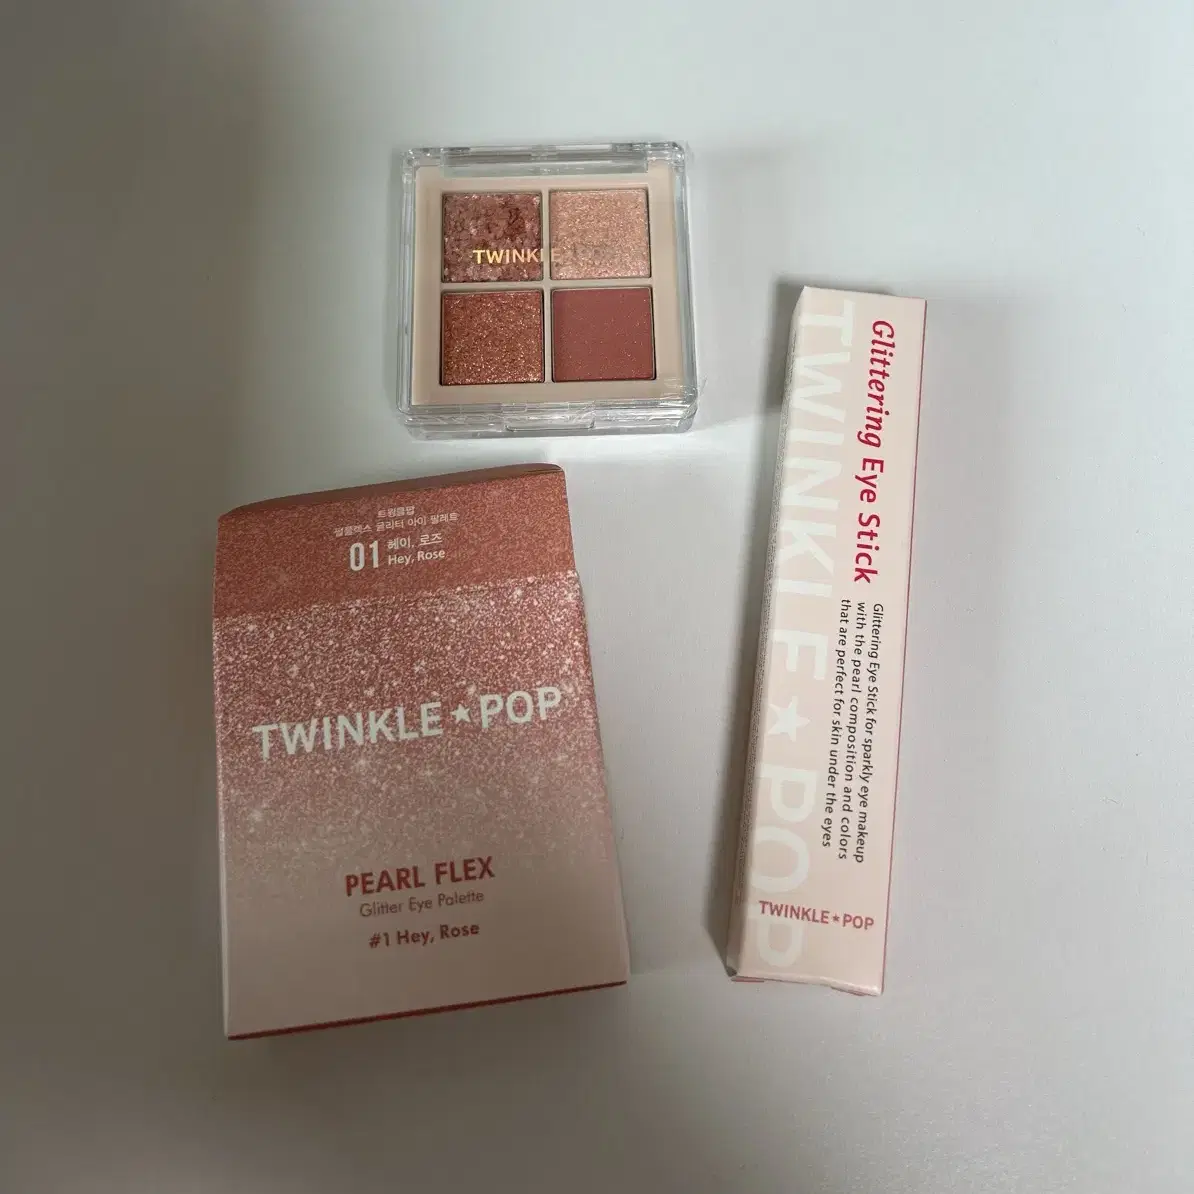 TWINKLE
트윙클팝
펄플렉스 글리터 아이 팔레트
01 헤이, 로즈
Hey, Rose
TWINKLE★POP
PEARL FLEX
Glitter Eye Palette
#1 Hey, Rose
TWINKLE★POP
Glittering Eye Stick
Glittering Eye Stick for sparkly eye makeup
with the pearl composition and colors
that are perfect for skin under the eyes
TWINKLE★POP